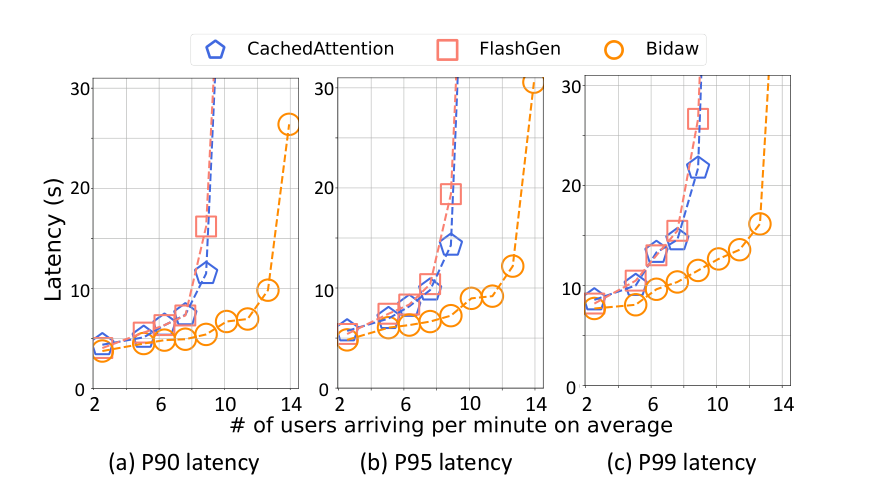 CachedAttention FlashGen Bidaw
Latency (s)
30 30 30
20 20 20
10 10 10
0 0 0
2 6 10 14 2 6 10 14 2 6 10 14
# of users arriving per minute on average
(a) P90 latency (b) P95 latency (c) P99 latency